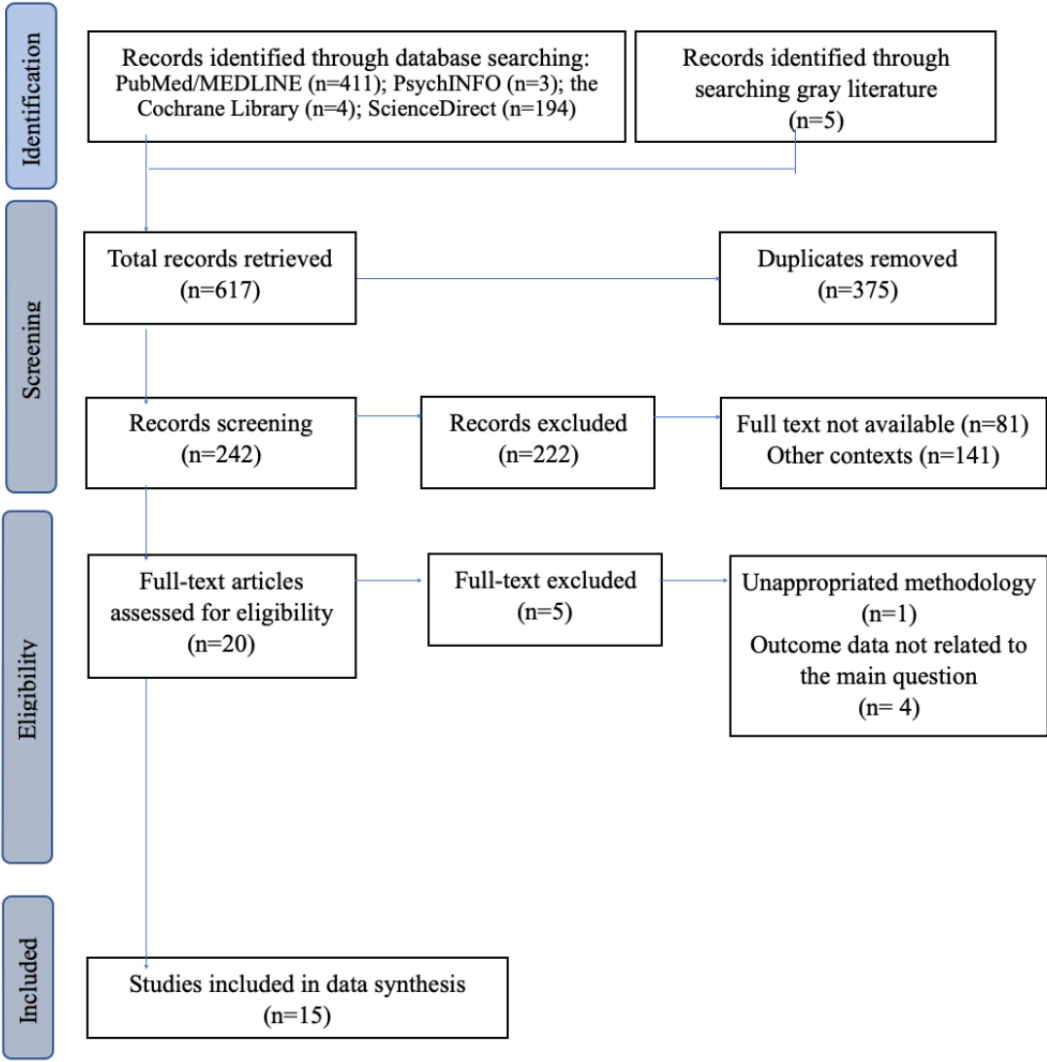 Identification
Records identified through database searching:
PubMed/MEDLINE (n=411); PsychINFO (n=3); the
Cochrane Library (n=4); ScienceDirect (n=194)
Records identified through
searching gray literature
(n=5)
Screening
Total records retrieved
(n=617)
Duplicates removed
(n=375)
Records screening
(n=242)
Records excluded
(n=222)
Full text not available (n=81)
Other contexts (n=141)
Eligibility
Full-text articles
assessed for eligibility
(n=20)
Full-text excluded
(n=5)
Unappropriated methodology
(n=1)
Outcome data not related to
the main question
(n= 4)
Included
Studies included in data synthesis
(n=15)